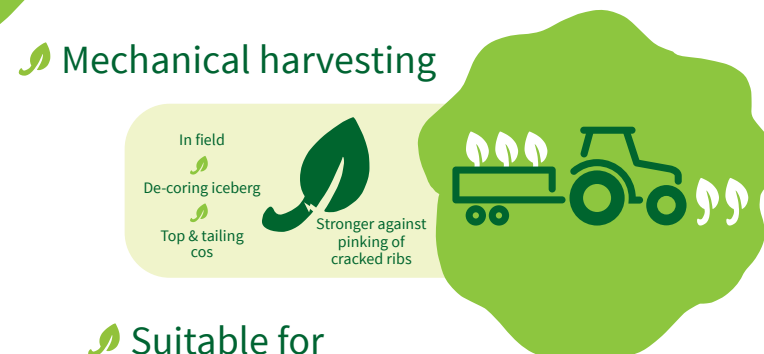 Mechanical harvesting
In field
De-coring iceberg
Top & tailing
cos
Stronger against
pinking of
cracked ribs
Suitable for